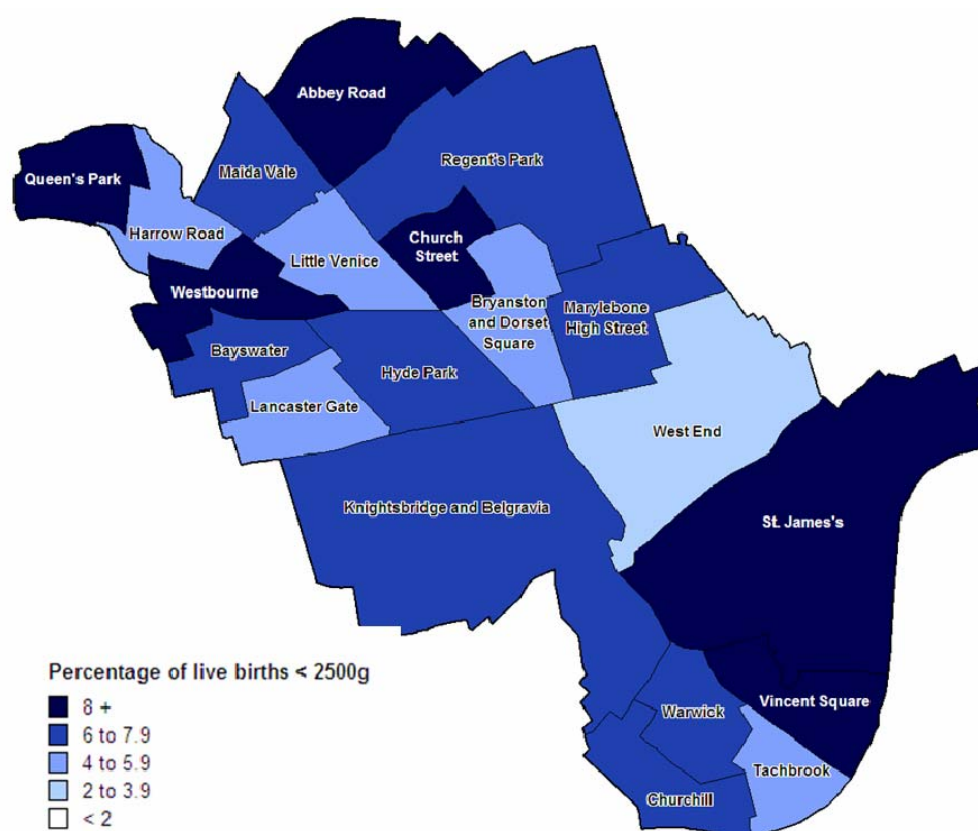 Abbey Road
Regent's Park
Maida Vale
Queen's Park
Harrow Road
Church
Street
Little Venice
Westbourne
Bryanston
and Dorset
Square
Marylebone
High Street
Bayswater
Hyde Park
Lancaster Gate
West End
Knightsbridge and Belgravia
St. James's
Vincent Square
Warwick
Tachbrook
Churchill
Percentage of live births < 2500g
8 +
6 to 7.9
4 to 5.9
2 to 3.9
< 2